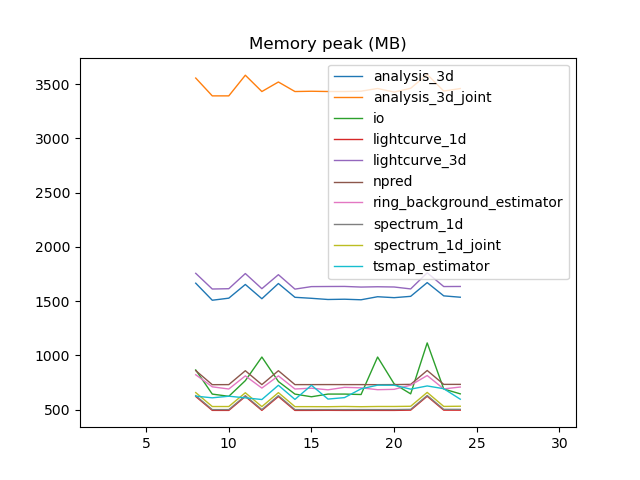 Memory peak (MB)
3500
3000
2500
2000
1500
1000
500
analysis_3d
analysis_3d_joint
io
lightcurve_1d
lightcurve_3d
npred
ring_background_estimator
spectrum_1d
spectrum_1d_joint
tsmap_estimator
5 10 15 20 25 30